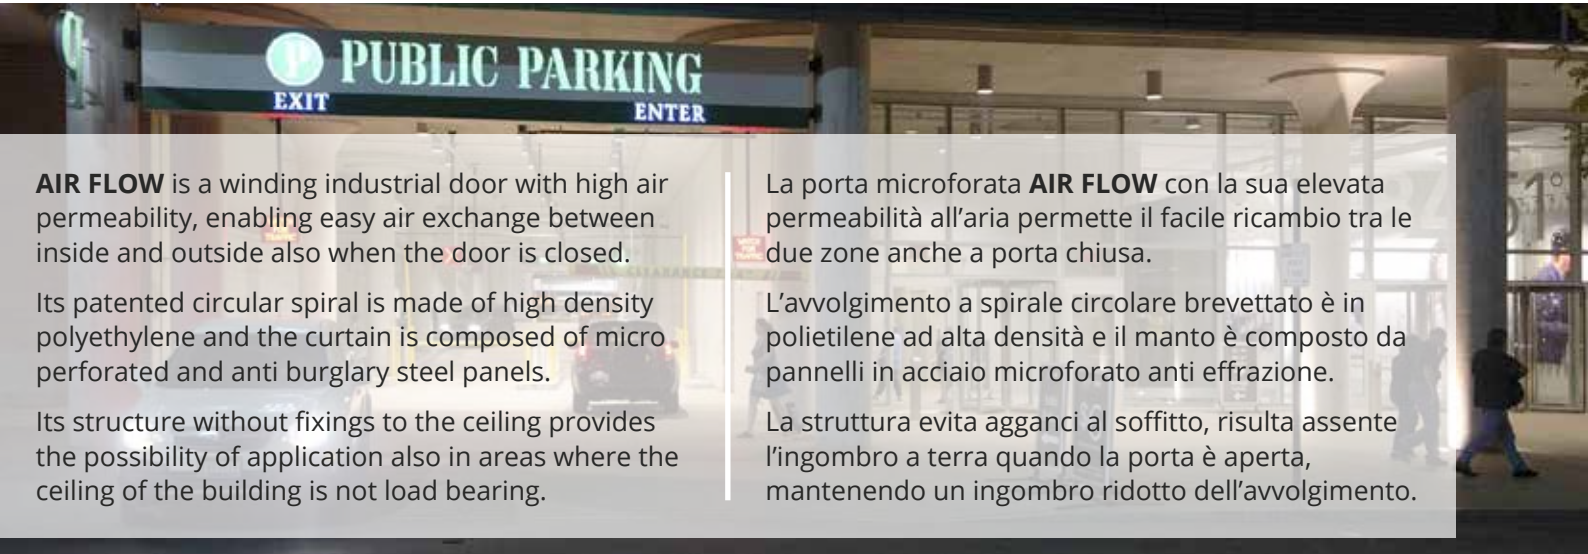 P PUBLIC PARKING
EXIT
ENTER
AIR FLOW is a winding industrial door with high air
permeability, enabling easy air exchange between
inside and outside also when the door is closed.
Its patented circular spiral is made of high density
polyethylene and the curtain is composed of micro
perforated and anti burglary steel panels.
Its structure without fixings to the ceiling provides
the possibility of application also in areas where the
ceiling of the building is not load bearing.
La porta microforata AIR FLOW con la sua elevata
permeabilità all’aria permette il facile ricambio tra le
due zone anche a porta chiusa.
L’avvolgimento a spirale circolare brevettato è in
polietilene ad alta densità e il manto è composto da
pannelli in acciaio microforato anti effrazione.
La struttura evita agganci al soffitto, risulta assente
l’ingombro a terra quando la porta è aperta,
mantenendo un ingombro ridotto dell’avvolgimento.
WATCH
FOR
TRAFFIC
CLEARANCE